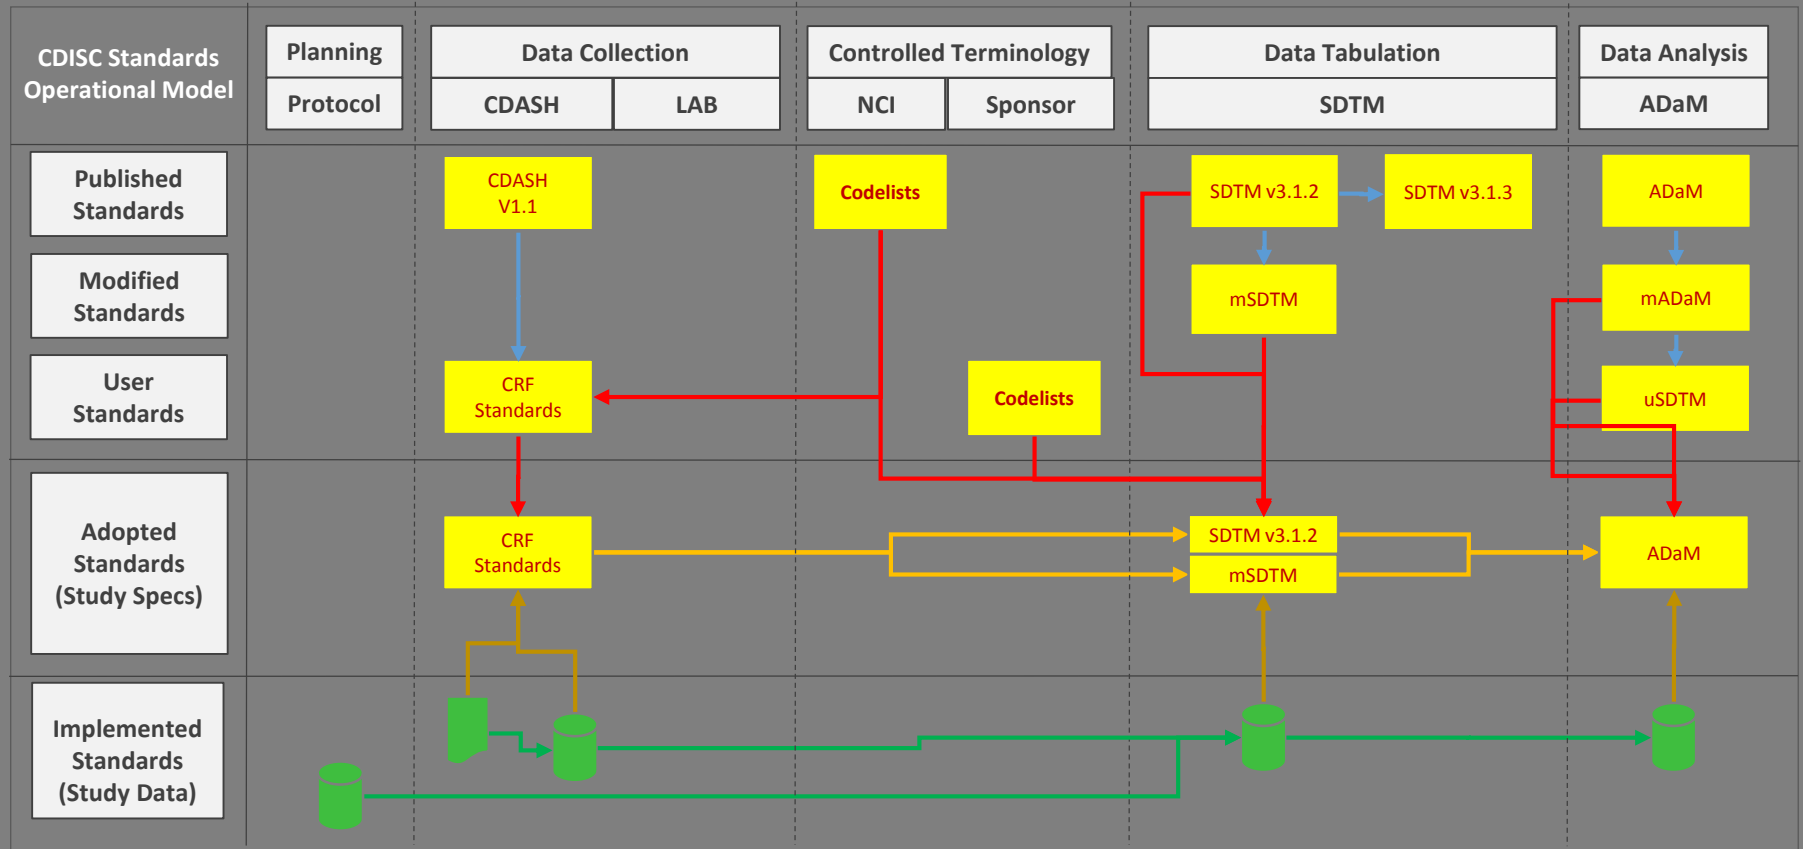 CDISC Standards
Operational Model
Planning
Data Collection
Controlled Terminology
Data Tabulation
Data Analysis
Protocol
CDASH
LAB
NCI
Sponsor
SDTM
ADaM
Published
Standards
CDASH
V1.1
Codelists
SDTM v3.1.2
SDTM v3.1.3
ADaM
Modified
Standards
mSDTM
mADaM
User
Standards
CRF
Standards
Codelists
uSDTM
Adopted
Standards
(Study Specs)
CRF
Standards
SDTM v3.1.2
mSDTM
ADaM
Implemented
Standards
(Study Data)